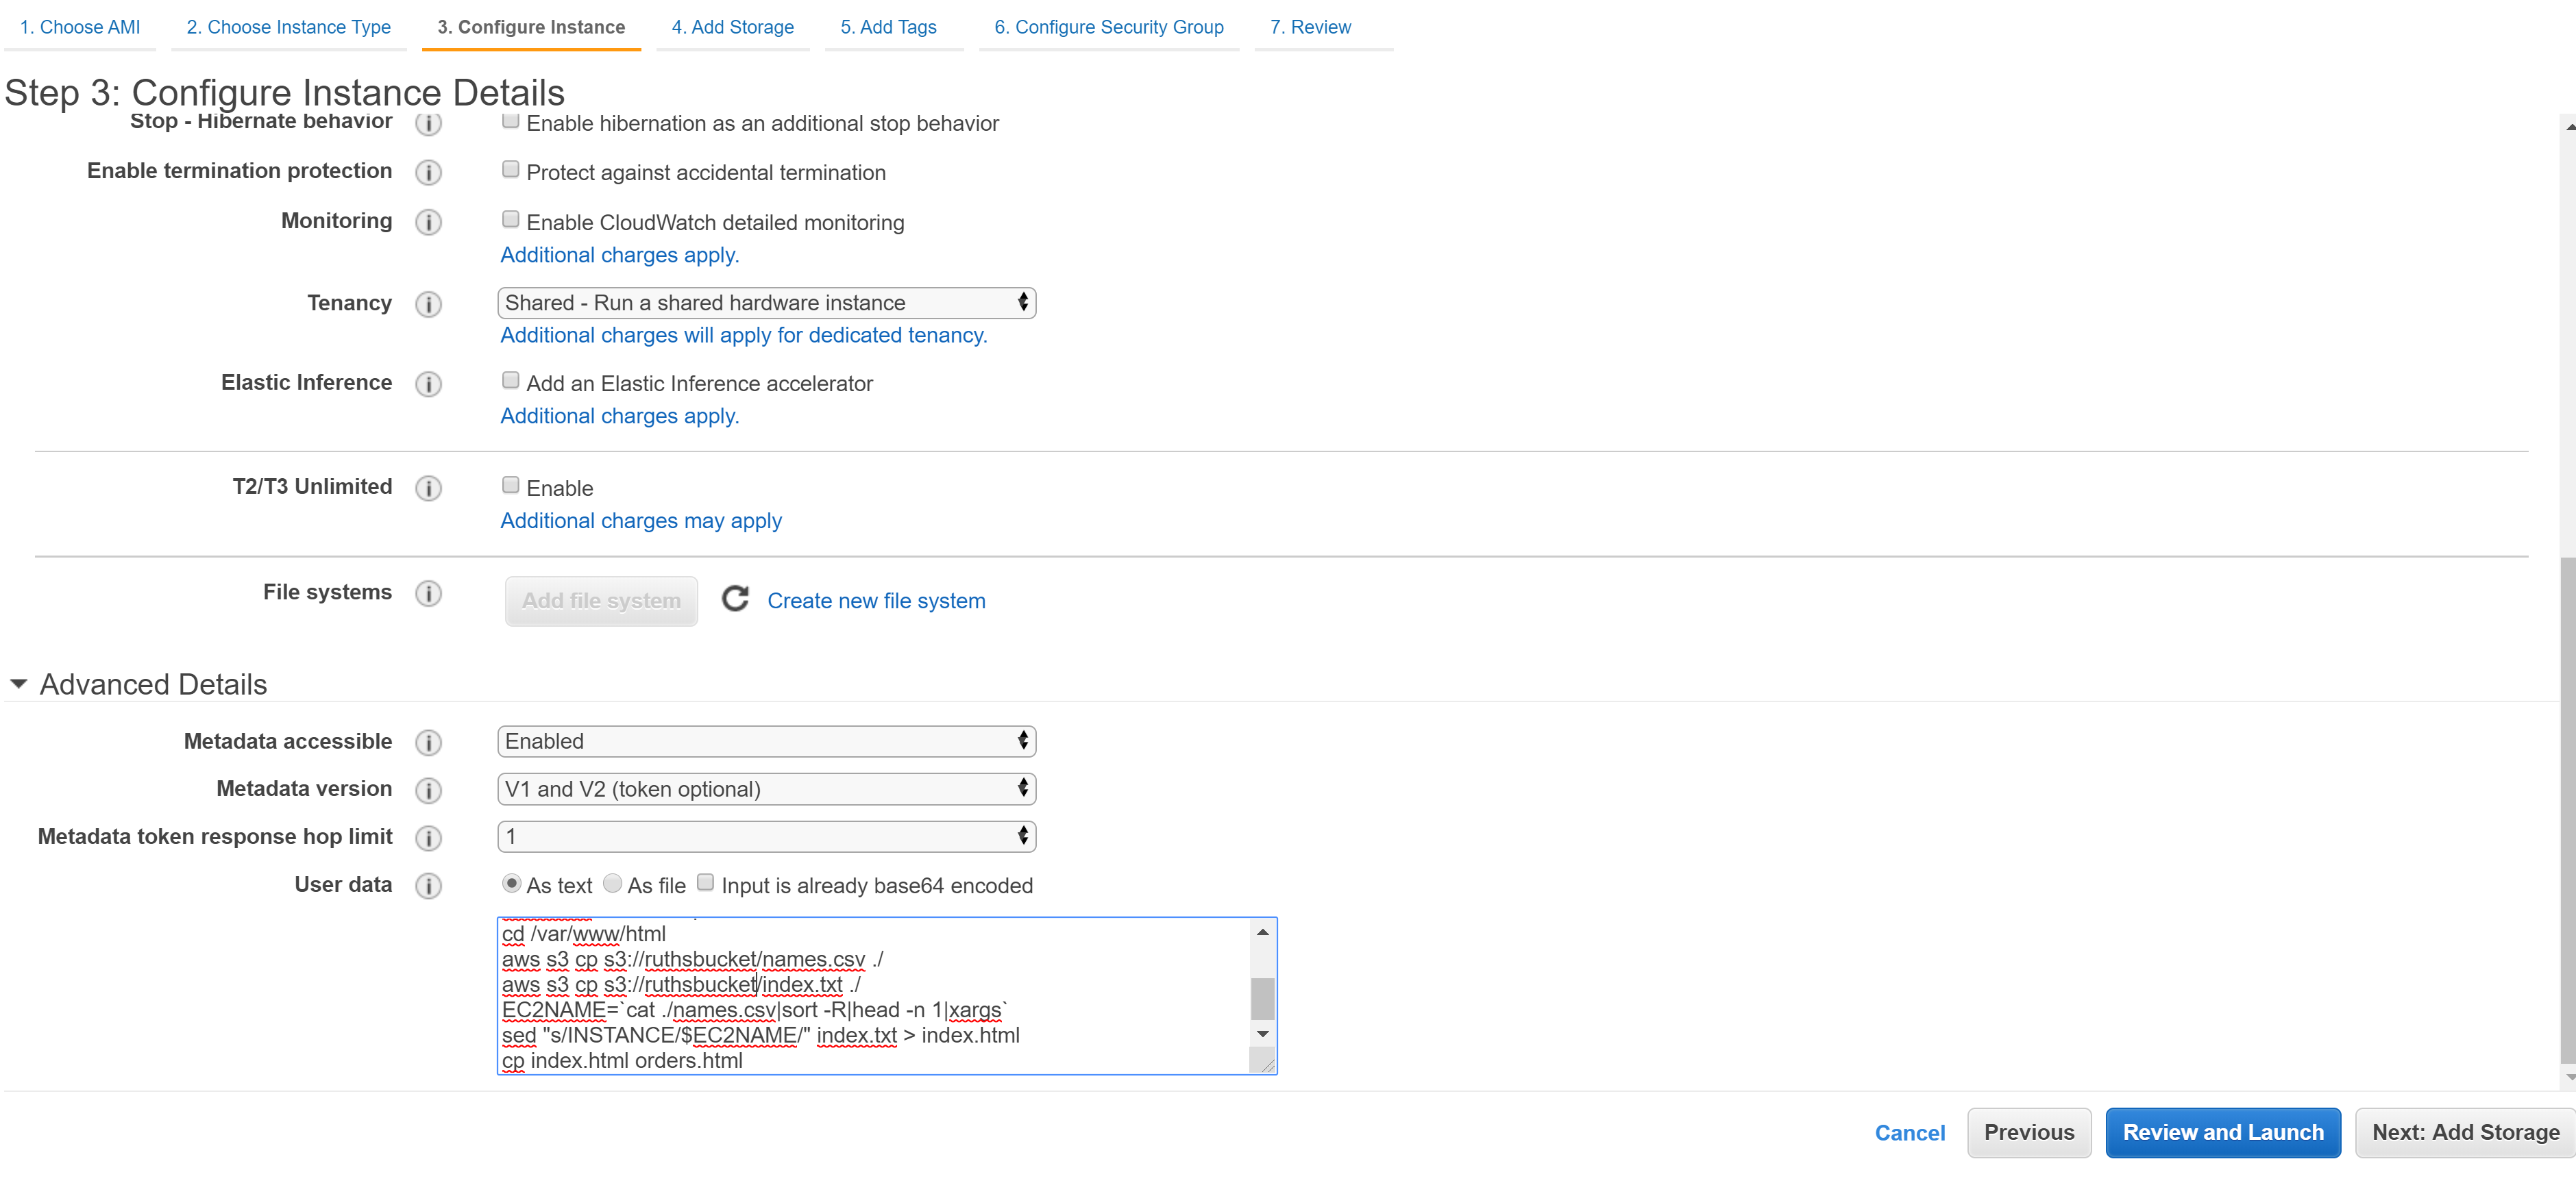 1. Choose AMI 2. Choose Instance Type 3. Configure Instance 4. Add Storage 5. Add Tags 6. Configure Security Group 7. Review
Step 3: Configure Instance Details
Stop - Hibernate behavior Enable hibernation as an additional stop behavior
Enable termination protection Protect against accidental termination
Monitoring Enable CloudWatch detailed monitoring
Additional charges apply.
Tenancy Shared - Run a shared hardware instance
Additional charges will apply for dedicated tenancy.
Elastic Inference Add an Elastic Inference accelerator
Additional charges apply.
T2/T3 Unlimited Enable
Additional charges may apply
File systems Add file system Create new file system
Advanced Details
Metadata accessible Enabled
Metadata version V1 and V2 (token optional)
Metadata token response hop limit 1
User data As text As file Input is already base64 encoded
cd /var/www/html
aws s3 cp s3://ruthsbucket/names.csv ./
aws s3 cp s3://ruthsbucket/index.txt ./
EC2NAME=`cat ./names.csv|sort -R|head -n 1|xargs`
sed "s/INSTANCE/$EC2NAME/" index.txt > index.html
cp index.html orders.html
Cancel Previous Review and Launch Next: Add Storage